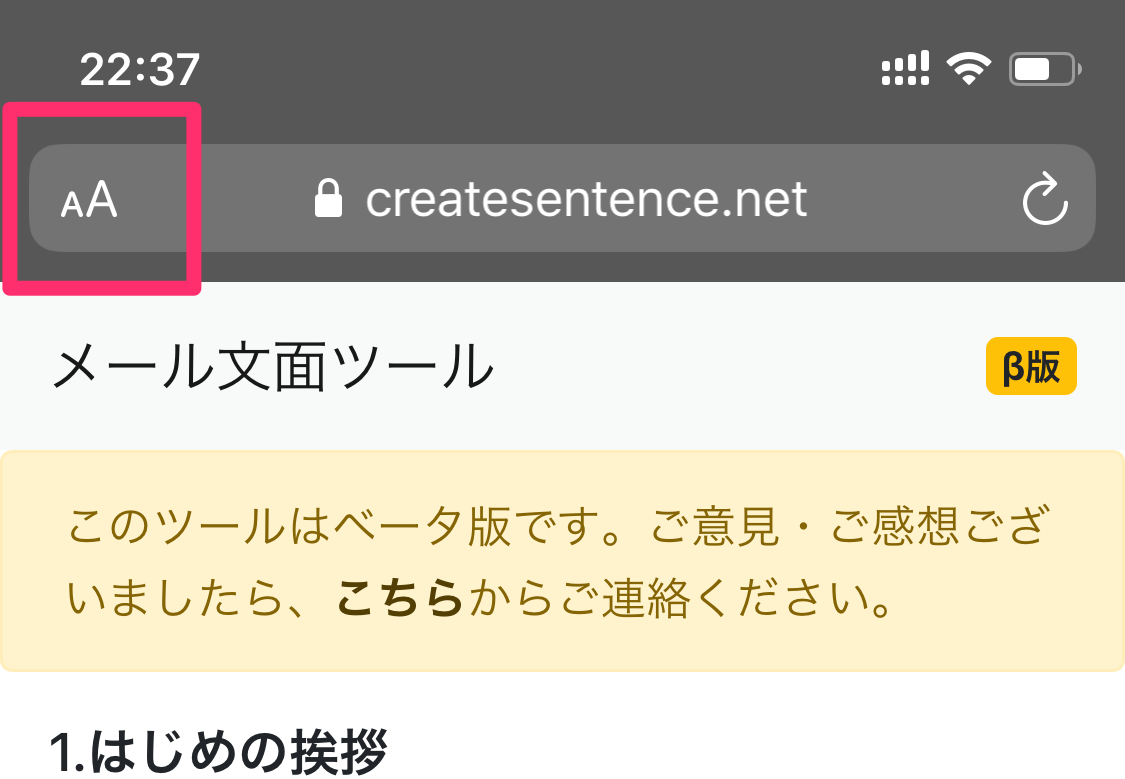 22:37
AA createsentence.net
メール文面ツール β版
このツールはベータ版です。ご意見・ご感想ござ
いましたら、こちらからご連絡ください。
1.はじめの挨拶